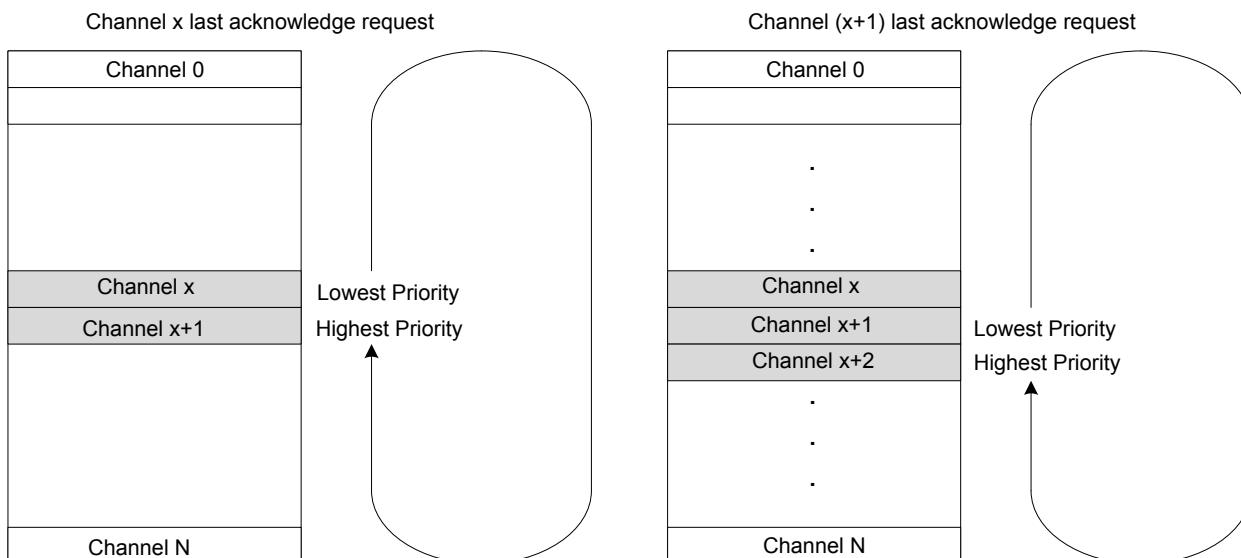 Channel x last acknowledge request
Channel 0
Channel x
Lowest Priority
Channel x+1
Highest Priority
Channel N
Channel (x+1) last acknowledge request
Channel 0
.
.
.
Channel x
Channel x+1
Lowest Priority
Channel x+2
Highest Priority
.
.
.
Channel N